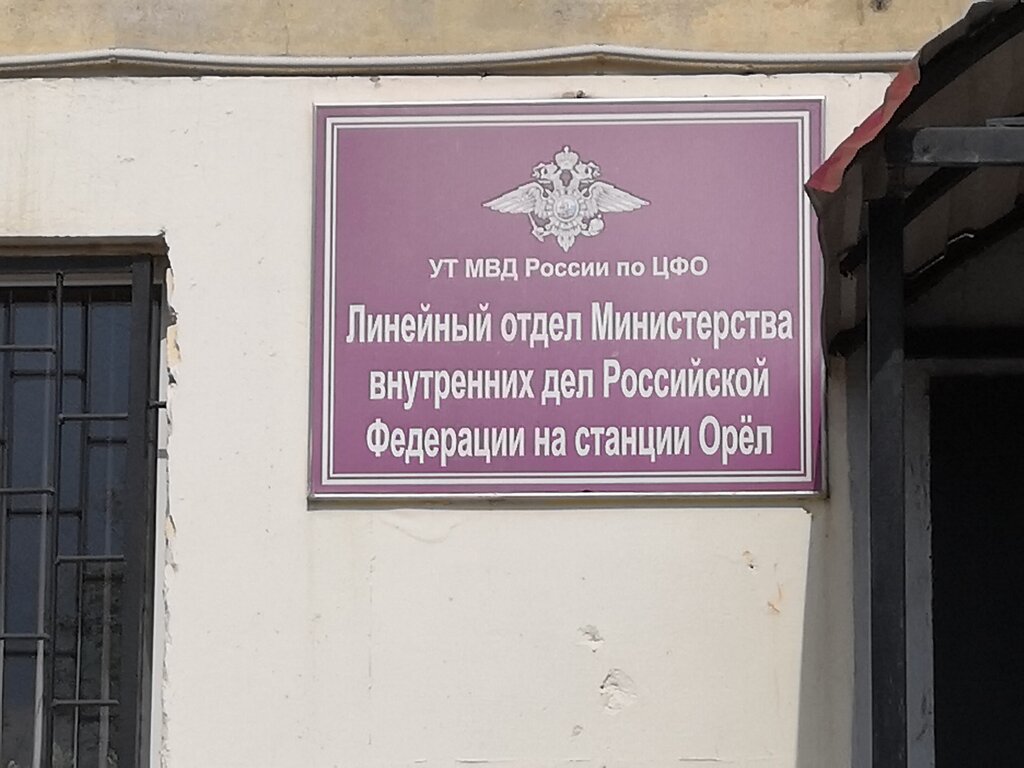 УТ МВД России по ЦФО
Линейный отдел Министерства
внутренних дел Российской
Федерации на станции Орёл